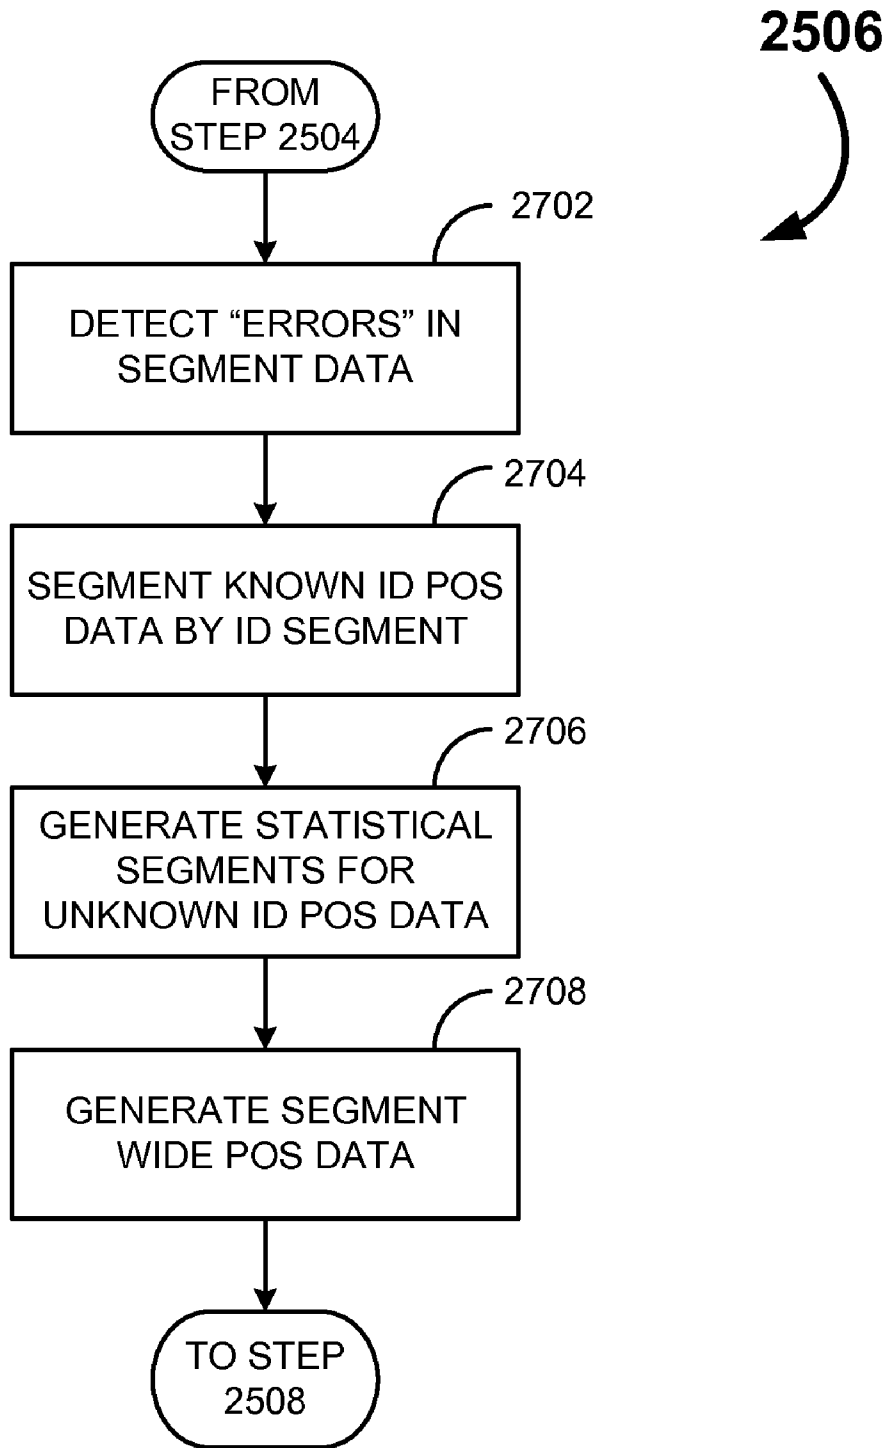 2506
FROM
STEP 2504
2702
DETECT “ERRORS” IN
SEGMENT DATA
2704
SEGMENT KNOWN ID POS
DATA BY ID SEGMENT
2706
GENERATE STATISTICAL
SEGMENTS FOR
UNKNOWN ID POS DATA
2708
GENERATE SEGMENT
WIDE POS DATA
TO STEP
2508